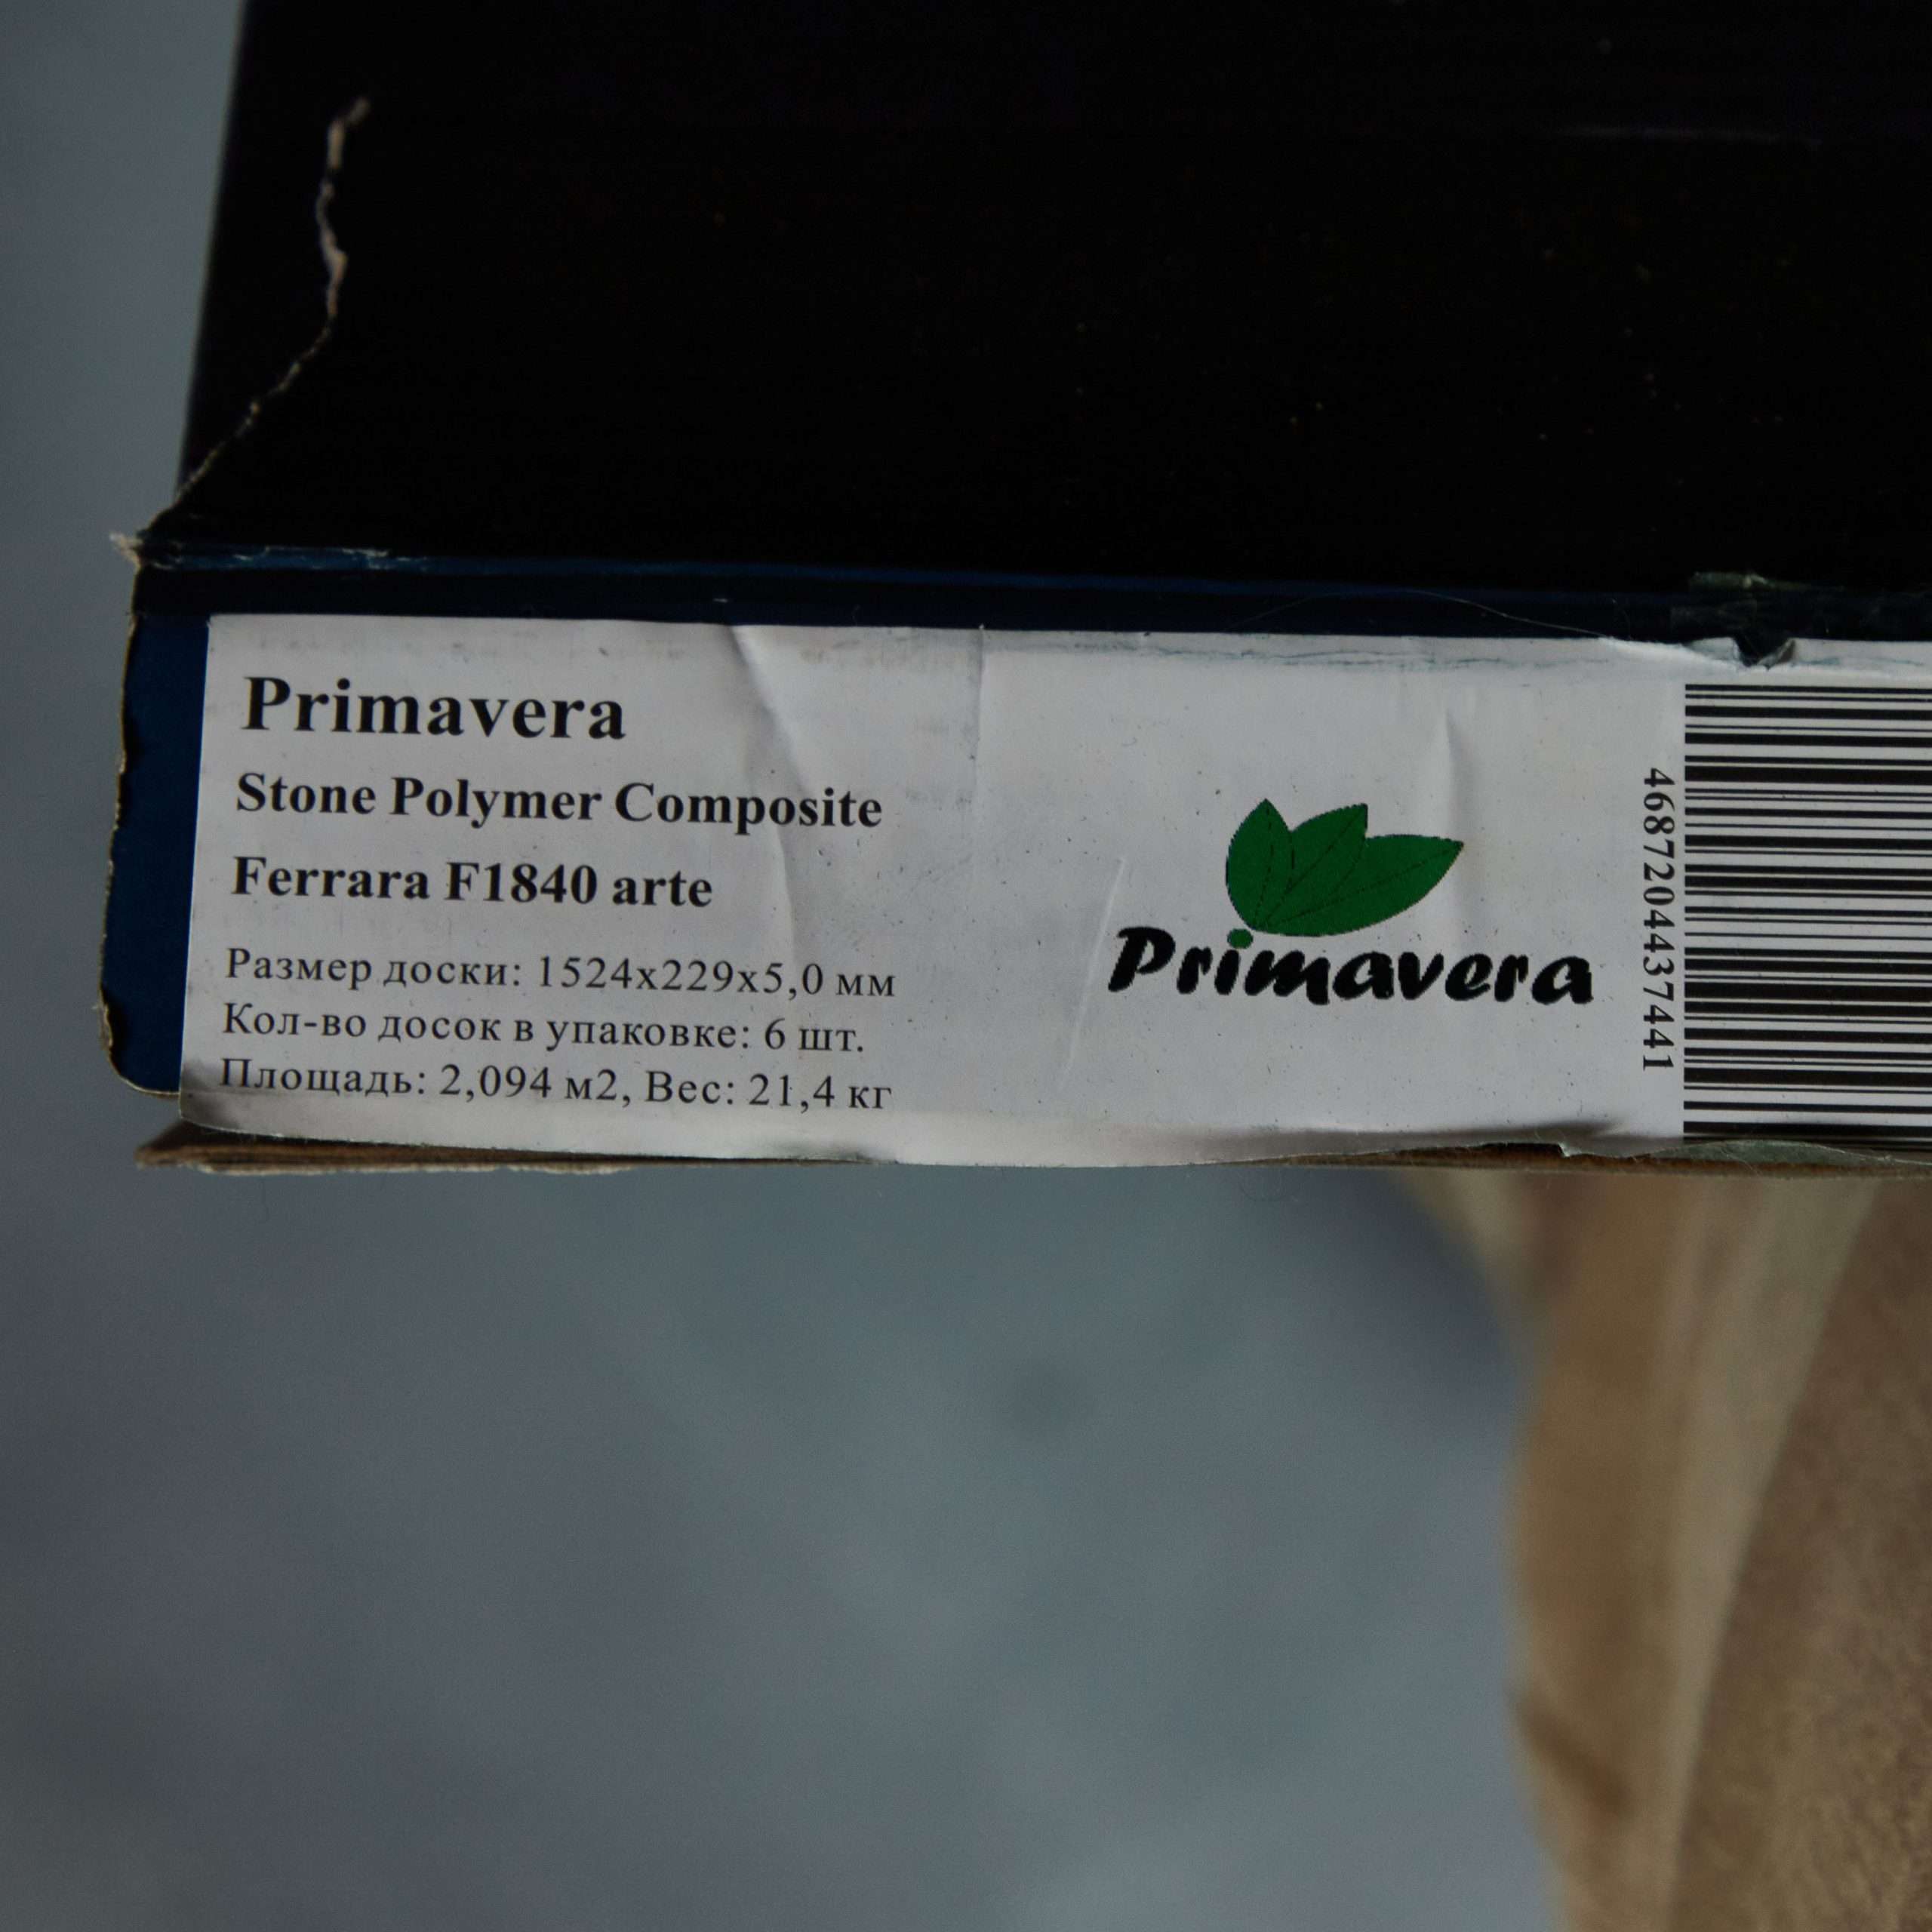 Primavera
Stone Polymer Composite
Ferrara F1840 arte
Размер доски: 1524x229x5,0 мм
Кол-во досок в упаковке: 6 шт.
Площадь: 2,094 м2, Вес: 21,4 кг
Primavera
4687204437441